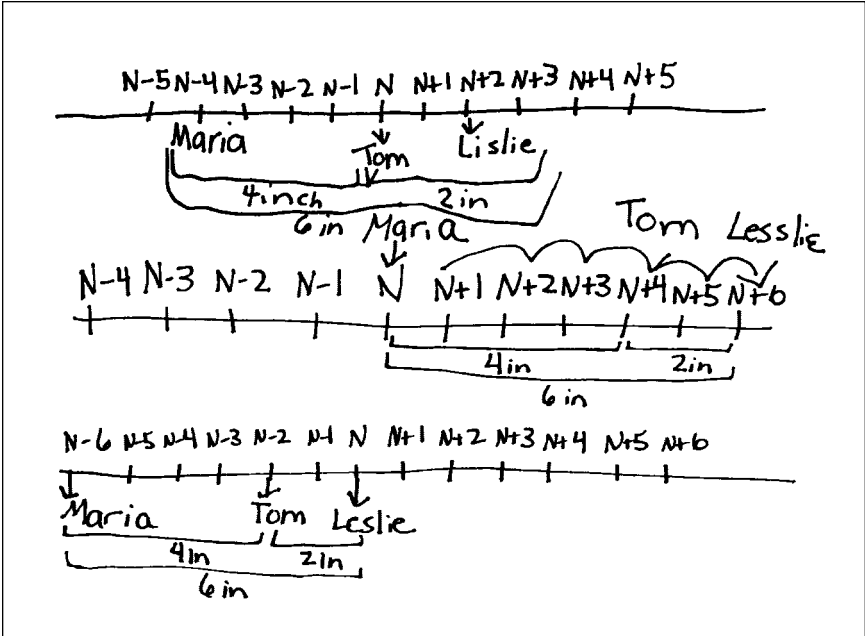 N-5 N-4 N-3 N-2 N-1 N N+1 N+2 N+3 N+4 N+5
Maria Tom Lislie
4inch 2in
6 in
Maria Tom Lesslie
N-4 N-3 N-2 N-1 N N+1 N+2 N+3 N+4 N+5 N+6
4in 2in
6 in
N-6 N-5 N-4 N-3 N-2 N-1 N N+1 N+2 N+3 N+4 N+5 N+6
Maria Tom Leslie
4in 2in
6 in